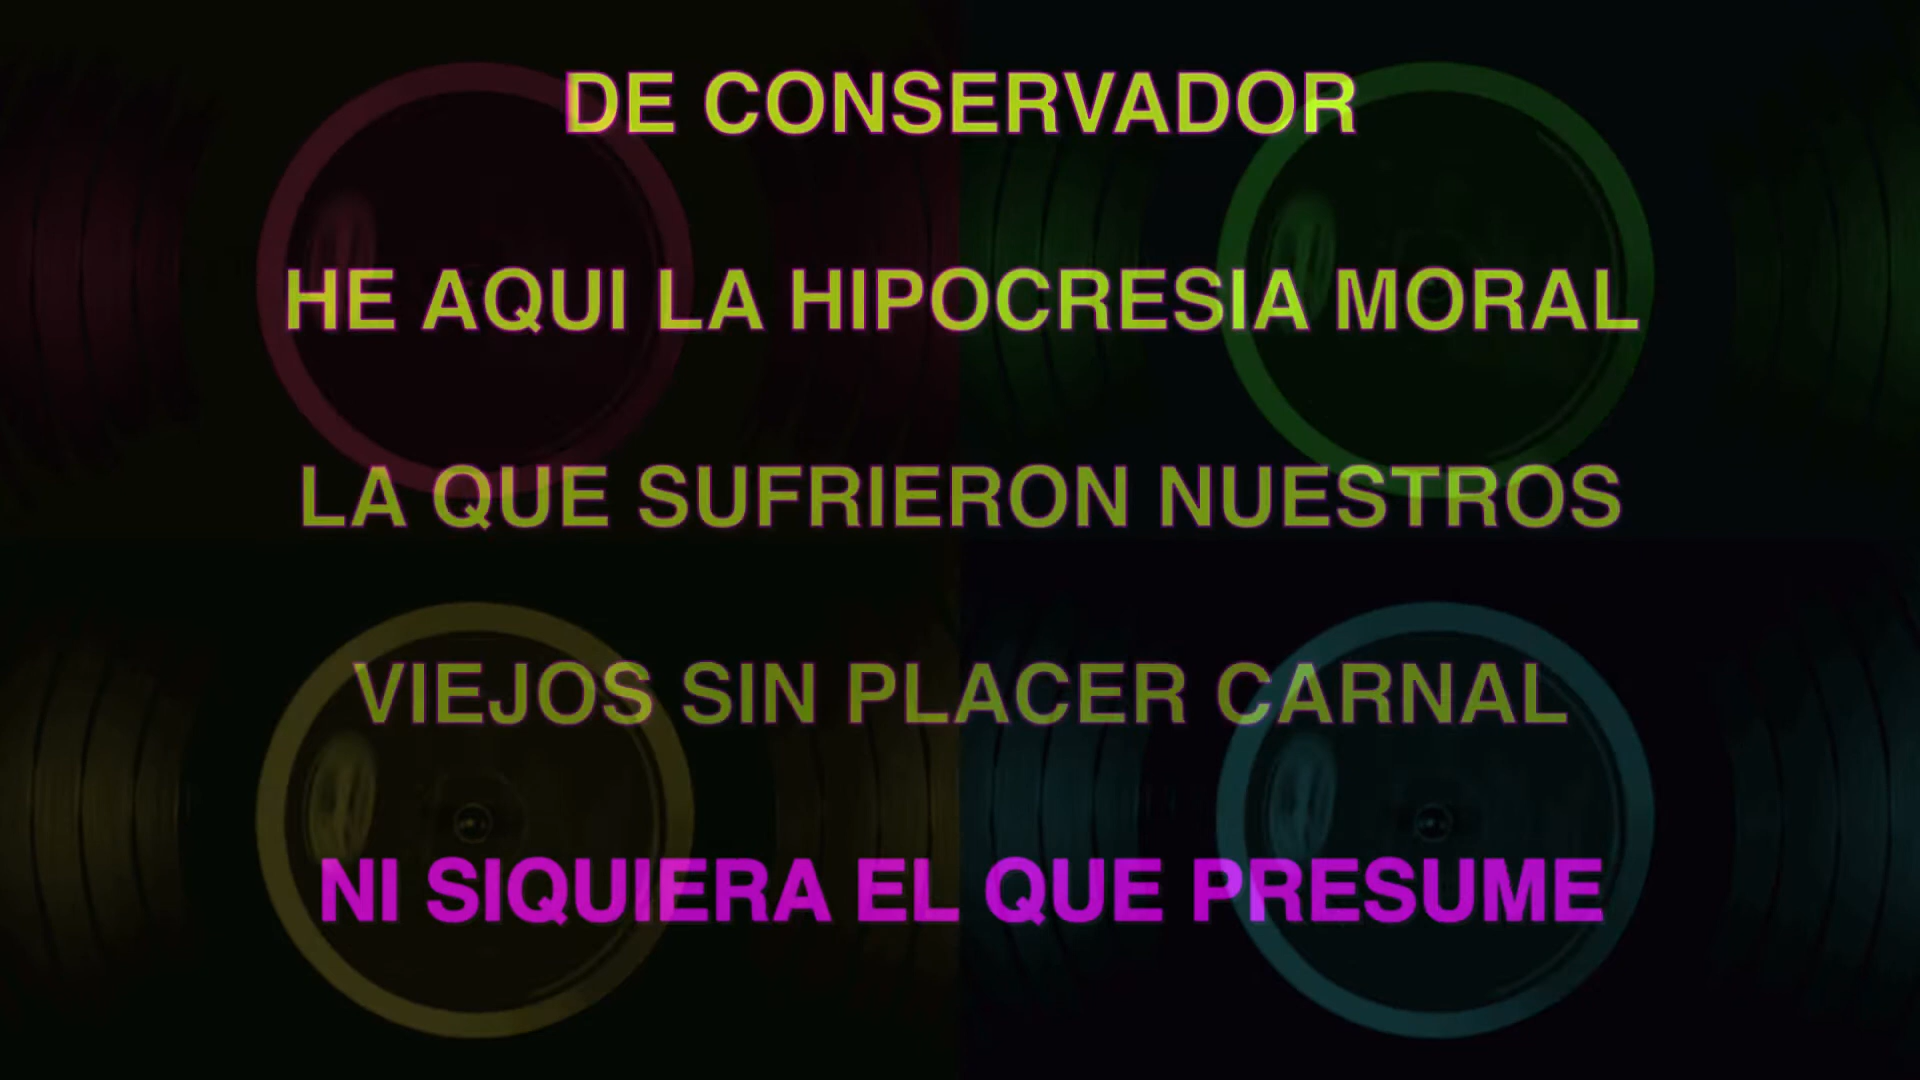 DE CONSERVADOR
HE AQUI LA HIPOCRESIA MORAL
LA QUE SUFRIERON NUESTROS
VIEJOS SIN PLACER CARNAL
NI SIQUIERA EL QUE PRESUME